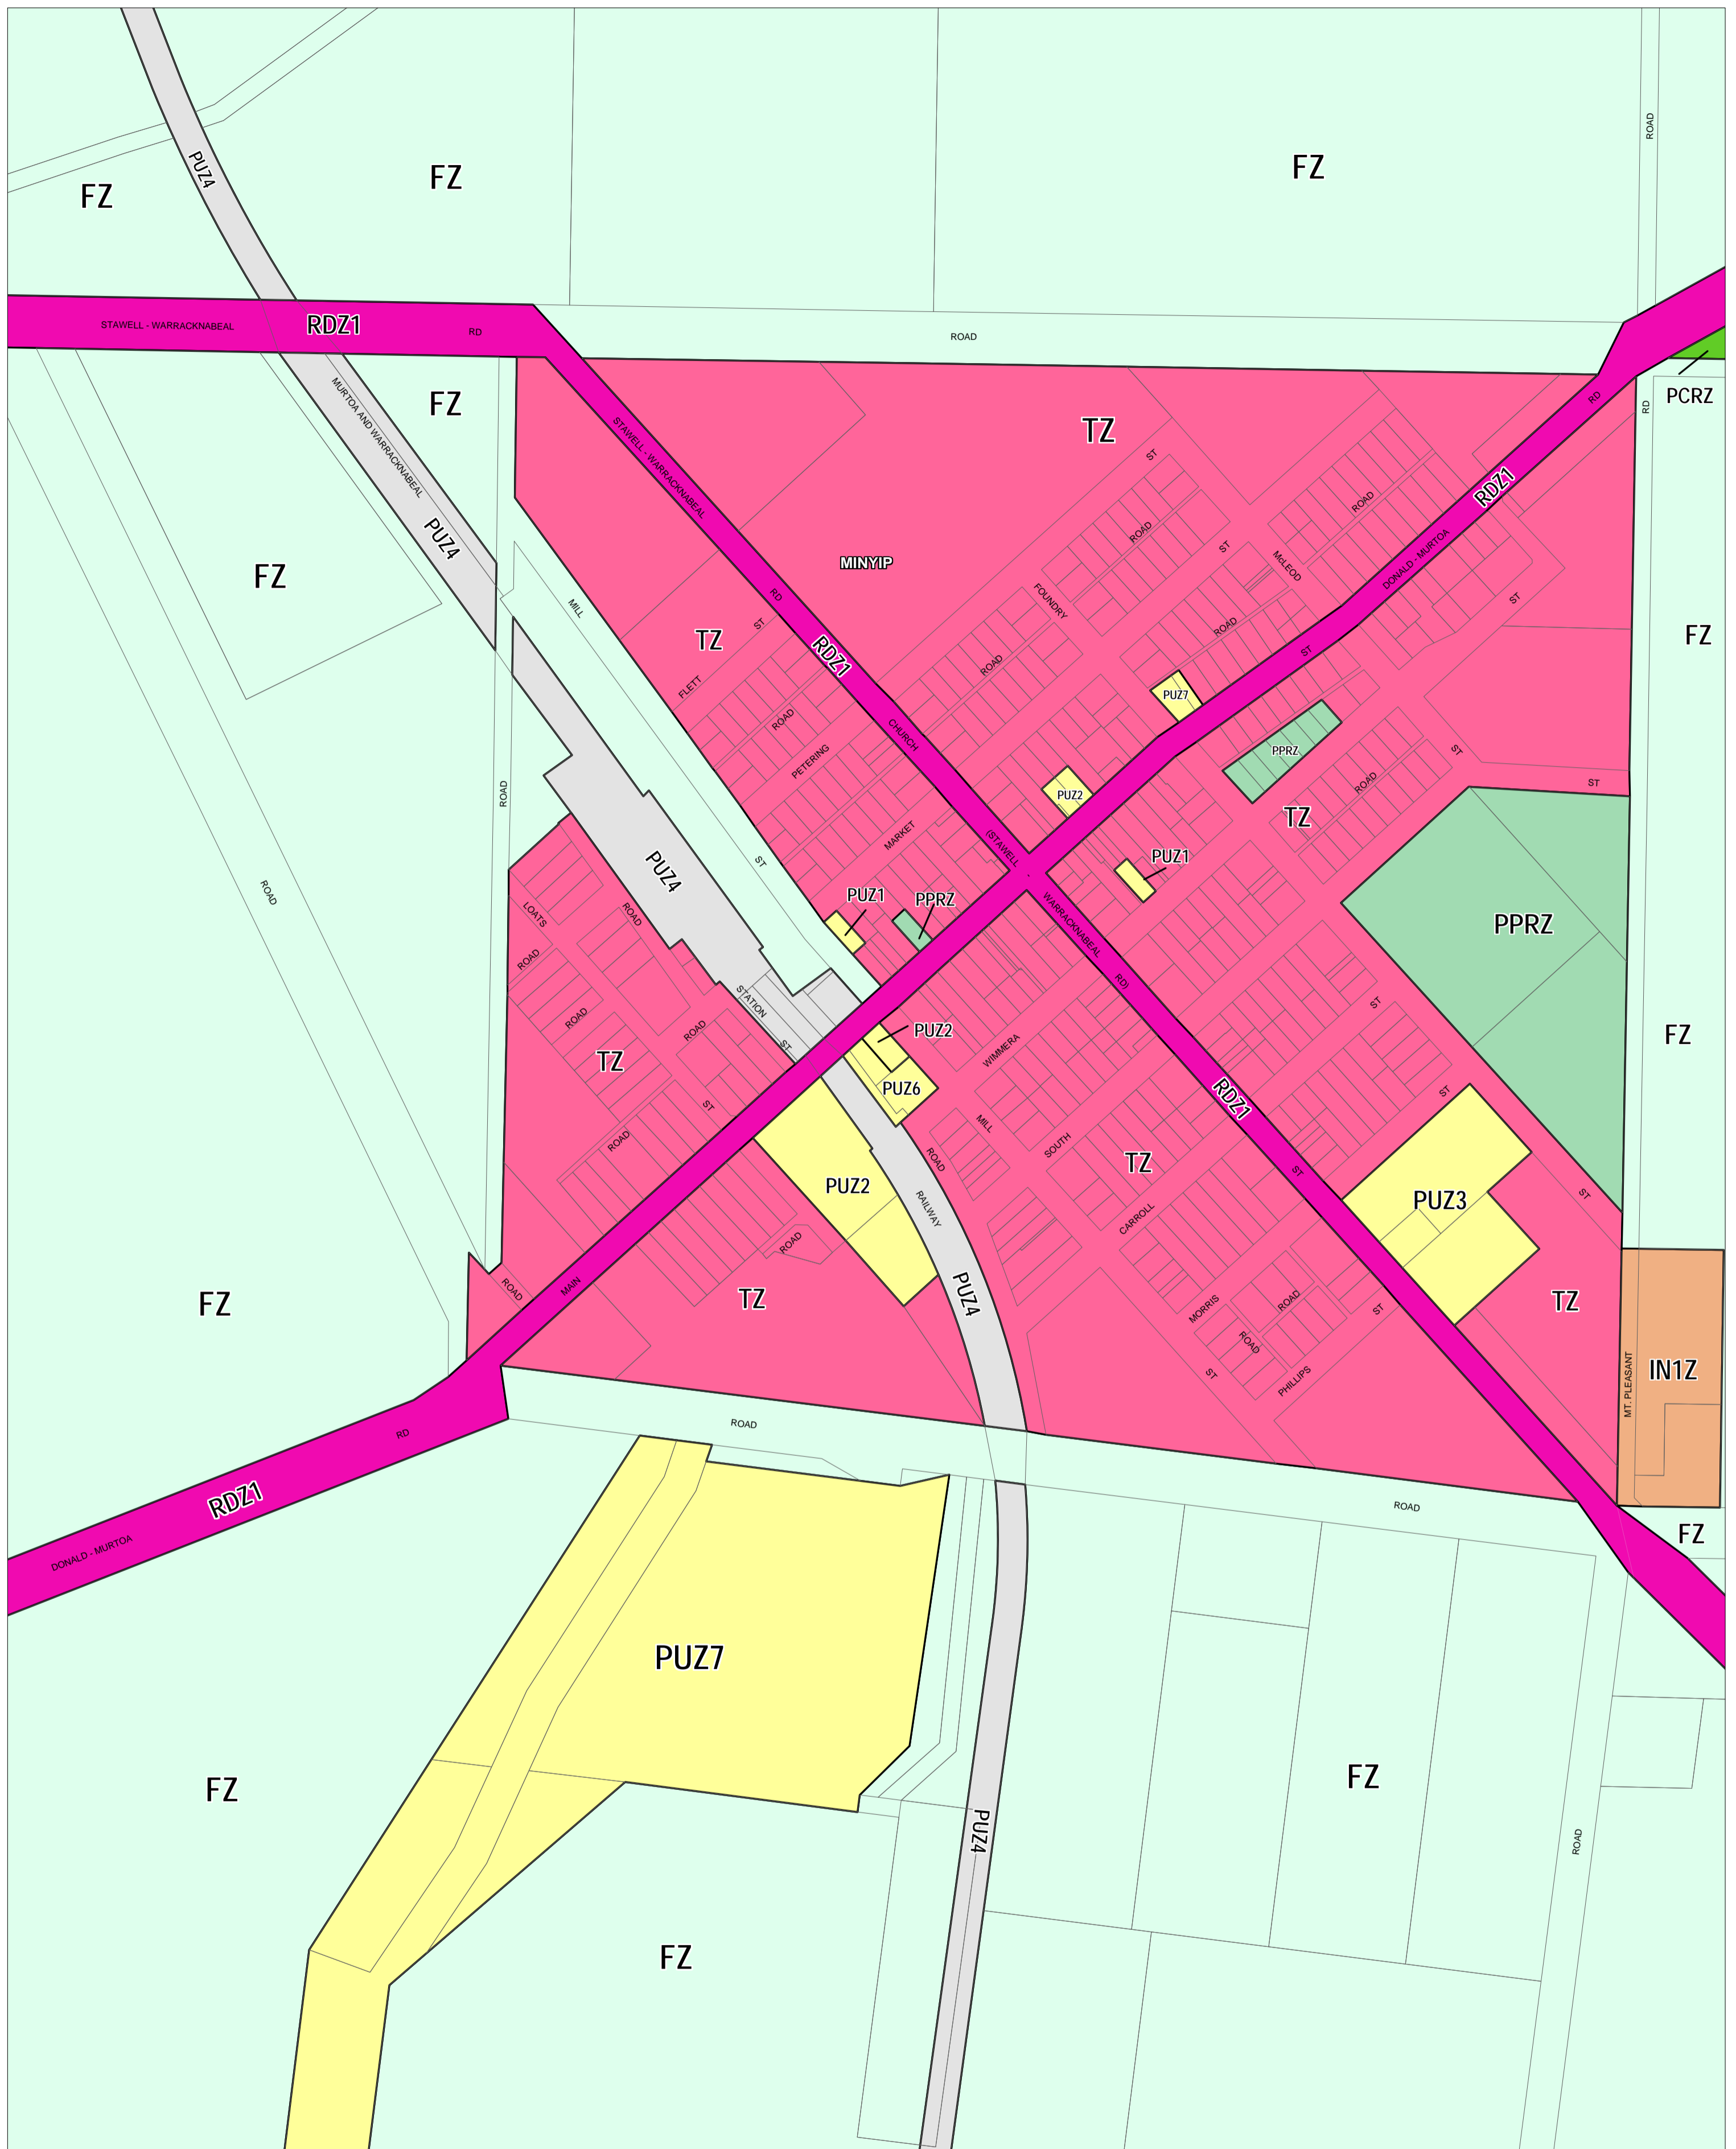 ROAD
FZ
FZ
PUZ4
FZ
STAWELL - WARRACKNABEAL
RDZ1
RD
ROAD
PCRZ
RD
RD
FZ
MURTOA AND WARRACKNABEAL
TZ
STAWELL - WARRACKNABEAL
ST
RDZ1
ROAD
ROAD
PUZ4
DONALD - MURTOA
ST
McLEOD
MINYIP
FZ
RD
FOUNDRY
ST
MILL
ST
ROAD
FZ
TZ
ST
RDZ1
ROAD
FLETT
PUZ7
ROAD
CHURCH
PPRZ
ST
PETERING
ROAD
ST
ROAD
PUZ2
TZ
MARKET
(STAWELL
PUZ1
ST
PUZ4
ROAD
PUZ1
PPRZ
LOATS
ROAD
WARRACKNABEAL
PPRZ
ROAD
RD)
STATION
ST
ROAD
ROAD
PUZ2
FZ
ST
WIMMERA
TZ
PUZ6
ST
RDZ1
ST
MILL
ROAD
SOUTH
ROAD
TZ
ST
PUZ2
ST
PUZ3
RAILWAY
CARROLL
ROAD
ROAD
MAIN
PUZ4
FZ
TZ
MORRIS
ROAD
ST
TZ
ROAD
ST
PHILLIPS
MT. PLEASANT
IN1Z
ROAD
RD
RDZ1
ROAD
FZ
DONALD - MURTOA
PUZ7
FZ
FZ
PUZ4
ROAD
FZ